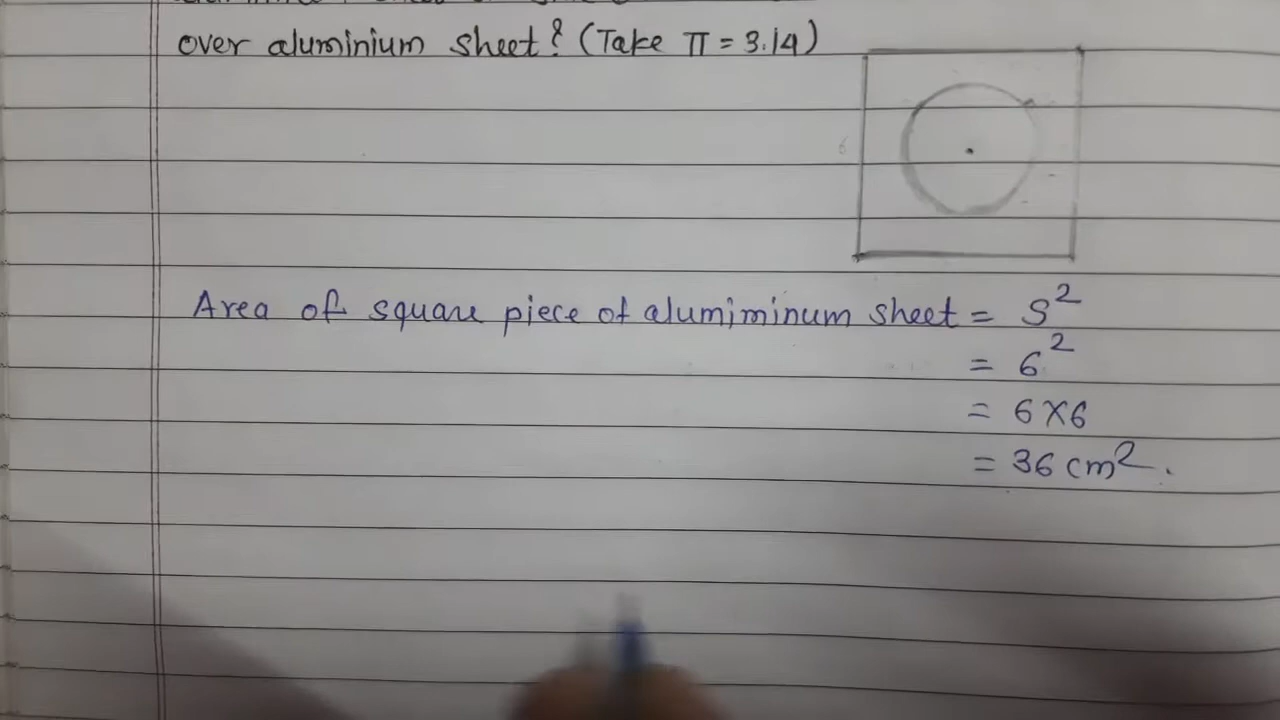 over aluminium sheet? (Take π = 3.14)
6
Area of square piece of alumiminum sheet = S²
= 6²
= 6×6
= 36 cm².